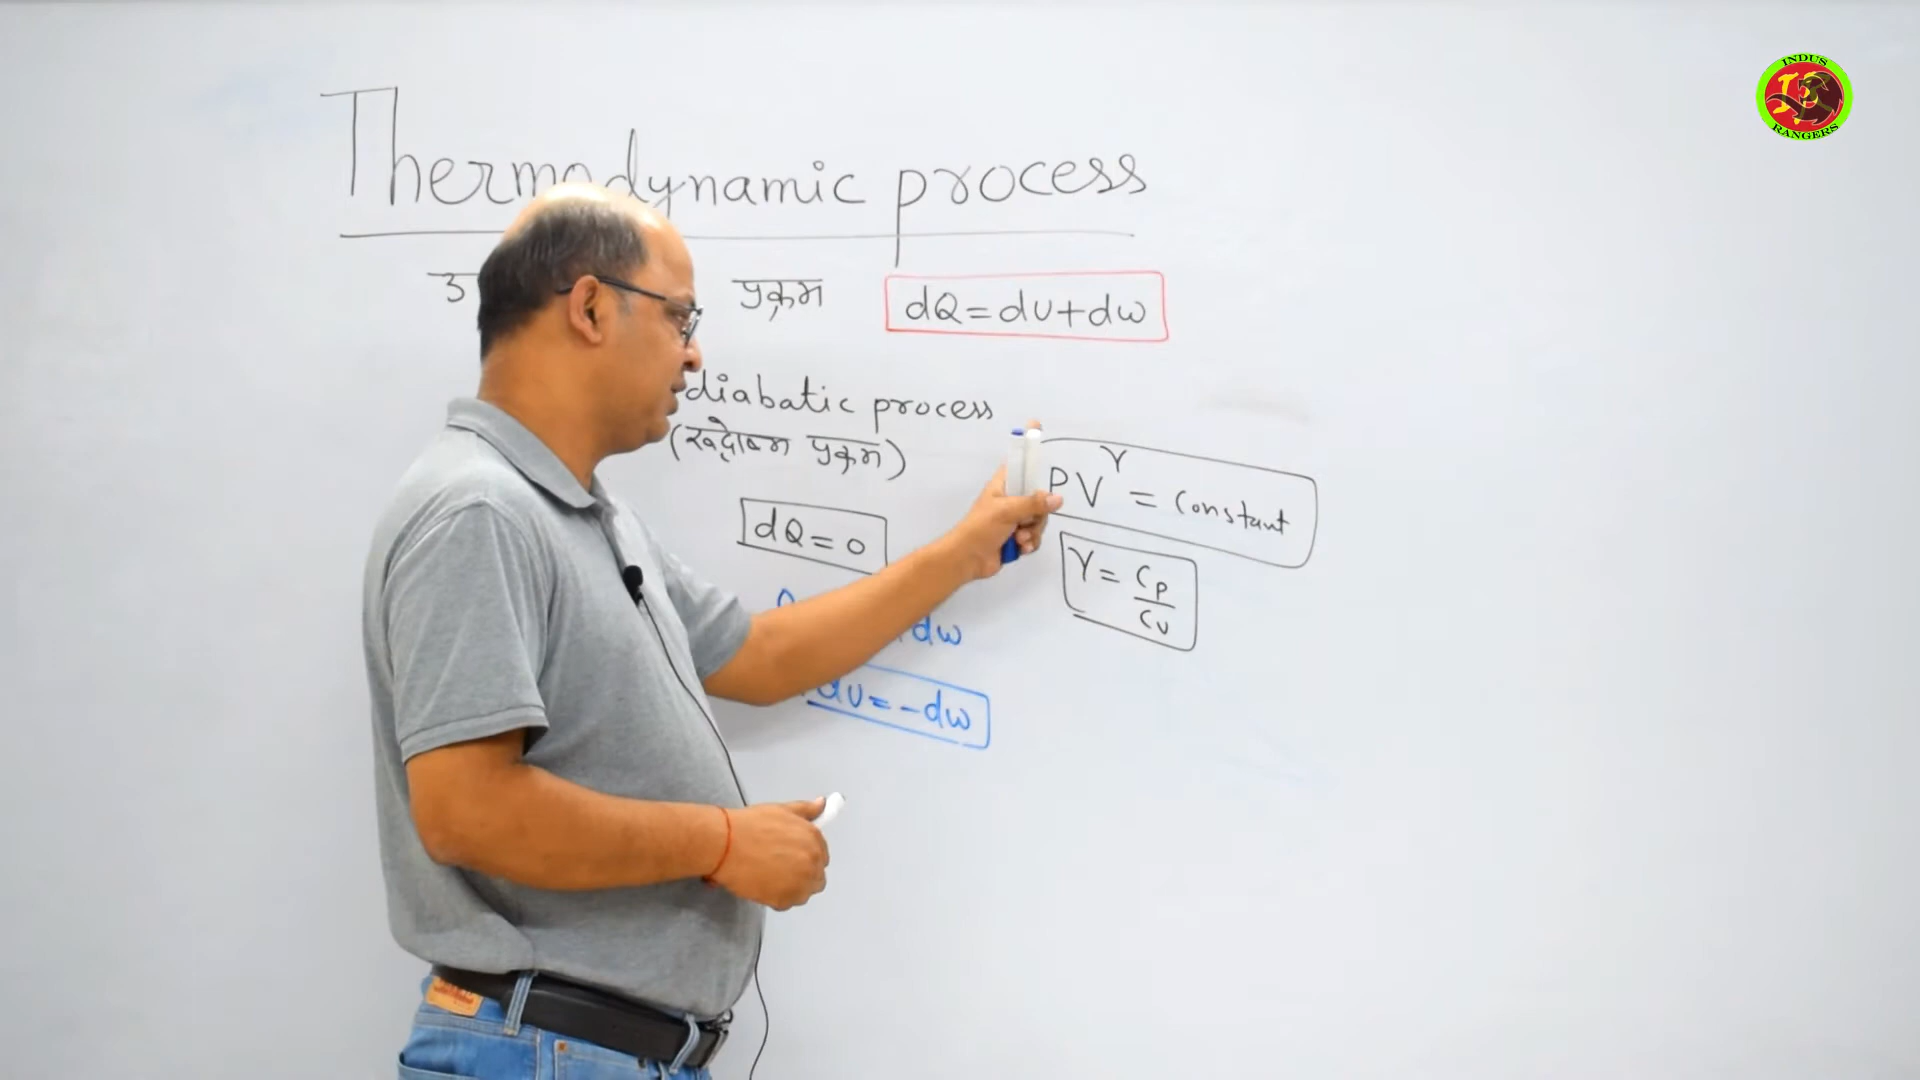 INDUS
RANGERS
Thermodynamic process
प्रक्रम
dQ = dU + dw
diabatic process
प्रक्रम)
PV^γ = Constant
dQ = 0
γ = Cp/Cv
dw
dU = -dw